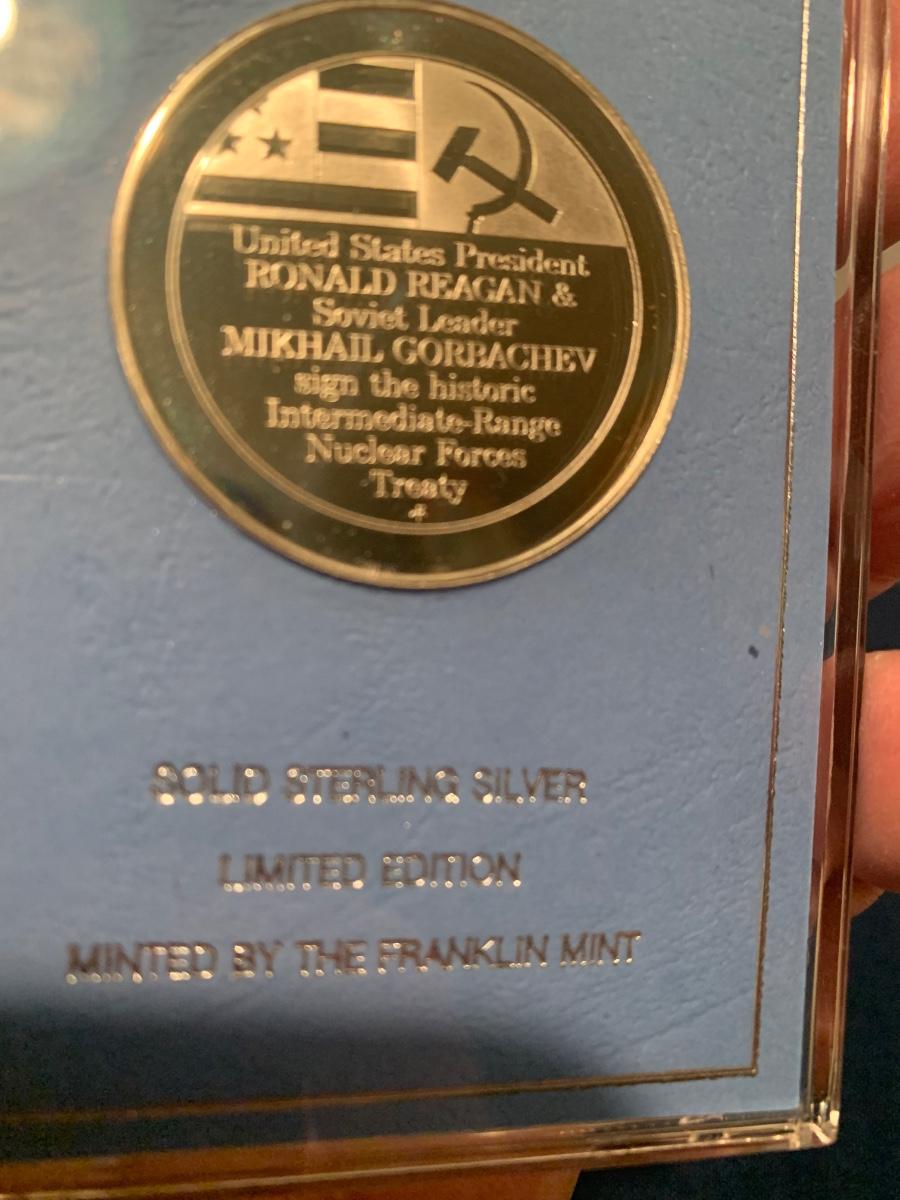 United States President
RONALD REAGAN &
Soviet Leader
MIKHAIL GORBACHEV
sign the historic
Intermediate-Range
Nuclear Forces
Treaty
SOLID STERLING SILVER
LIMITED EDITION
MINTED BY THE FRANKLIN MINT